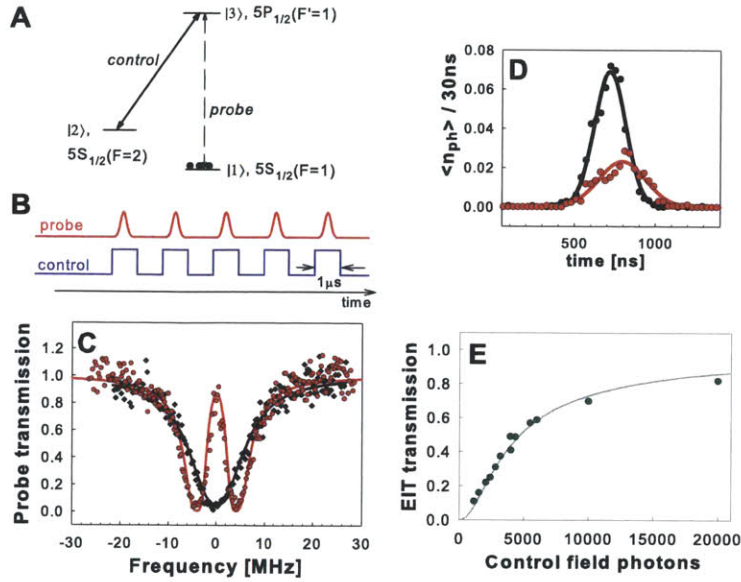 A
|3⟩, 5P1/2(F'=1)
control
probe
|2⟩,
5S1/2(F=2)
|1⟩, 5S1/2(F=1)
B
probe
control
1μs
time
C
Probe transmission
1.2
1.0
0.8
0.6
0.4
0.2
0.0
-30 -20 -10 0 10 20 30
Frequency [MHz]
D
<nph> / 30ns
0.08
0.06
0.04
0.02
0.00
500 1000
time [ns]
E
EIT transmission
1.0
0.8
0.6
0.4
0.2
0.0
0 5000 10000 15000 20000
Control field photons